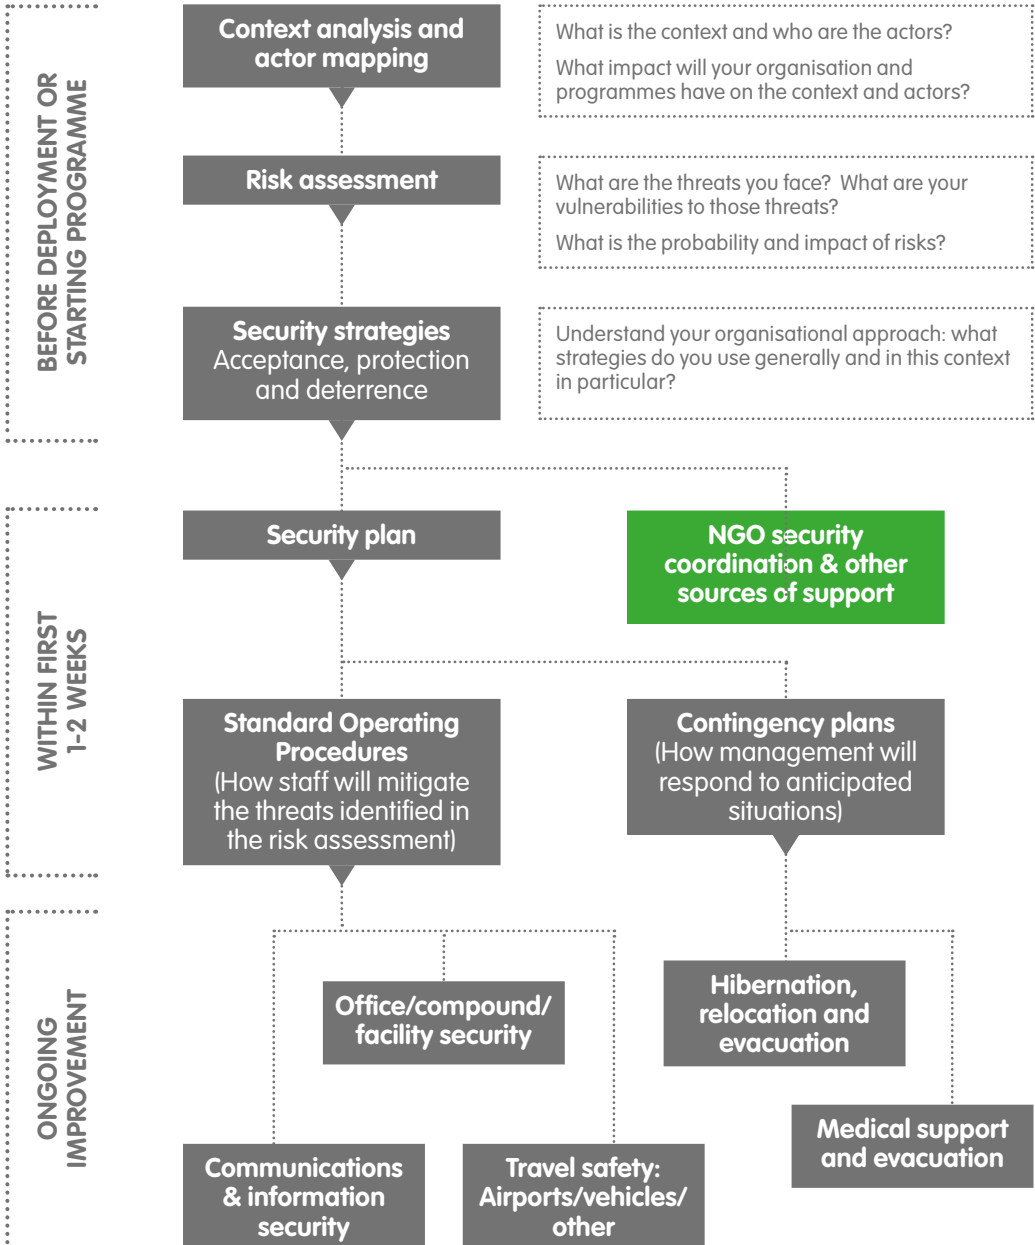 BEFORE DEPLOYMENT OR
STARTING PROGRAMME
Context analysis and
actor mapping
What is the context and who are the actors?
What impact will your organisation and
programmes have on the context and actors?
Risk assessment
What are the threats you face?  What are your
vulnerabilities to those threats?
What is the probability and impact of risks?
Security strategies
Acceptance, protection
and deterrence
Understand your organisational approach: what
strategies do you use generally and in this context
in particular?
WITHIN FIRST
1-2 WEEKS
Security plan
NGO security
coordination & other
sources of support
Standard Operating
Procedures
(How staff will mitigate
the threats identified in
the risk assessment)
Contingency plans
(How management will
respond to anticipated
situations)
ONGOING
IMPROVEMENT
Office/compound/
facility security
Hibernation,
relocation and
evacuation
Communications
& information
security
Travel safety:
Airports/vehicles/
other
Medical support
and evacuation